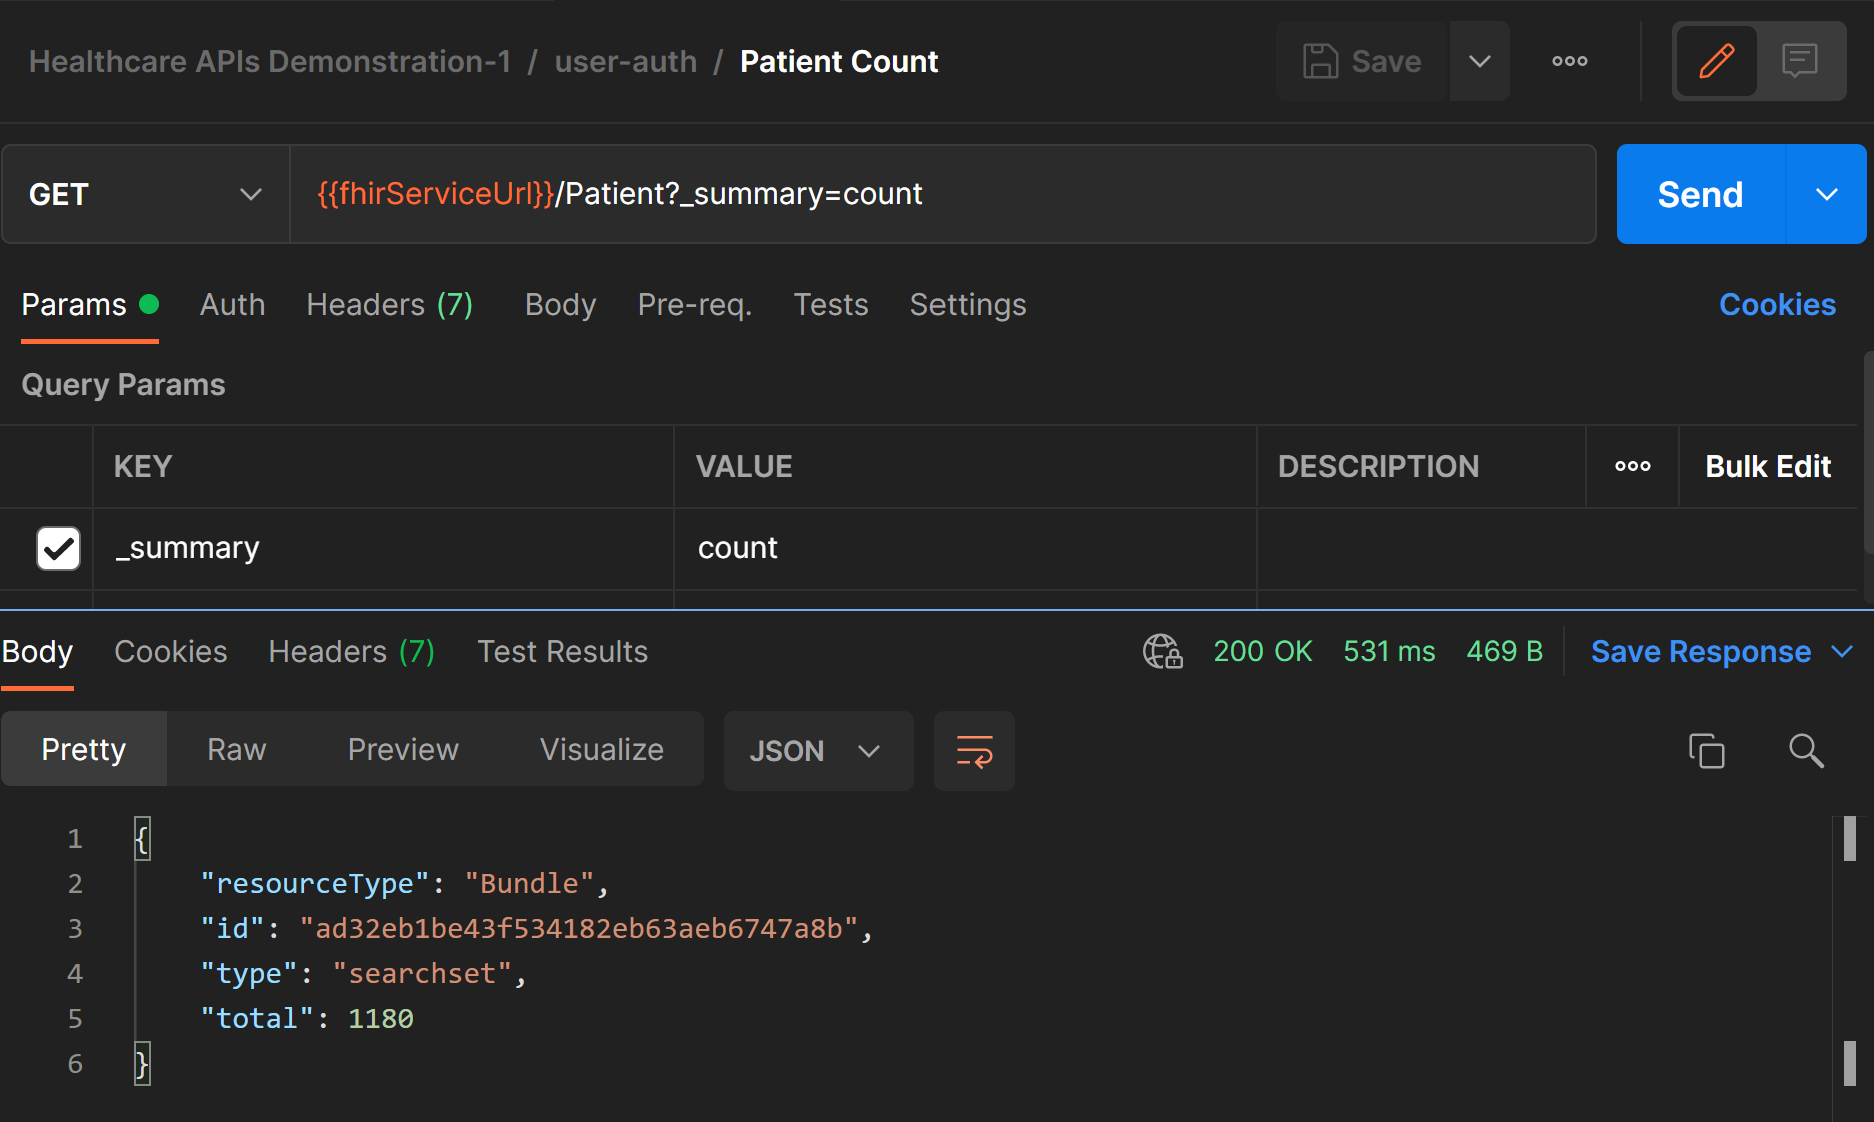 Healthcare APIs Demonstration-1 / user-auth / Patient Count
Save
GET
{{fhirServiceUrl}}/Patient?_summary=count
Send
Params Auth Headers (7) Body Pre-req. Tests Settings Cookies
Query Params
KEY VALUE DESCRIPTION ooo Bulk Edit
_summary count
Body Cookies Headers (7) Test Results 200 OK 531 ms 469 B Save Response
Pretty Raw Preview Visualize JSON
1 {
2 "resourceType": "Bundle",
3 "id": "ad32eb1be43f534182eb63aeb6747a8b",
4 "type": "searchset",
5 "total": 1180
6 }